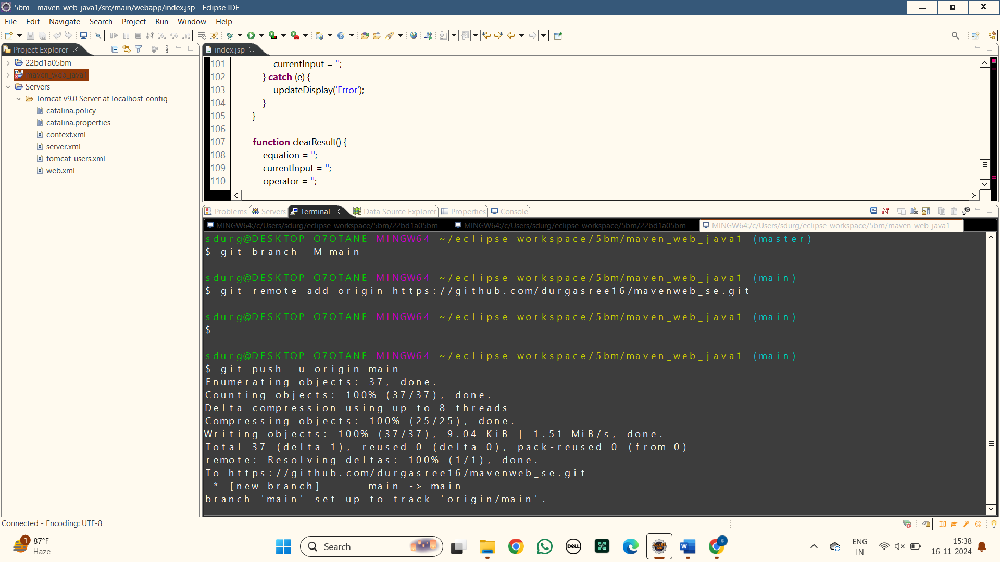 5bm - maven_web_java1/src/main/webapp/index.jsp - Eclipse IDE
File Edit Navigate Search Project Run Window Help
Project Explorer
22bd1a05bm
maven_web_java1
Servers
Tomcat v9.0 Server at localhost-config
catalina.policy
catalina.properties
context.xml
server.xml
tomcat-users.xml
web.xml
index.jsp
101 currentInput = '';
102 } catch (e) {
103 updateDisplay('Error');
104 }
105 }
106
107 function clearResult() {
108 equation = '';
109 currentInput = '';
110 operator = '';
Problems Servers Terminal Data Source Explorer Properties Console
MINGW64:/c/Users/sdurg/eclipse-workspace/5bm/22bd1a05bm MINGW64:/c/Users/sdurg/eclipse-workspace/5bm/22bd1a05bm MINGW64:/c/Users/sdurg/eclipse-workspace/5bm/maven_web_java1
sdurg@DESKTOP-O7OTANE MINGW64 ~/eclipse-workspace/5bm/maven_web_java1 (master)
$ git branch -M main
sdurg@DESKTOP-O7OTANE MINGW64 ~/eclipse-workspace/5bm/maven_web_java1 (main)
$ git remote add origin https://github.com/durgasree16/mavenweb_se.git
sdurg@DESKTOP-O7OTANE MINGW64 ~/eclipse-workspace/5bm/maven_web_java1 (main)
$
sdurg@DESKTOP-O7OTANE MINGW64 ~/eclipse-workspace/5bm/maven_web_java1 (main)
$ git push -u origin main
Enumerating objects: 37, done.
Counting objects: 100% (37/37), done.
Delta compression using up to 8 threads
Compressing objects: 100% (25/25), done.
Writing objects: 100% (37/37), 9.04 KiB | 1.51 MiB/s, done.
Total 37 (delta 1), reused 0 (delta 0), pack-reused 0 (from 0)
remote: Resolving deltas: 100% (1/1), done.
To https://github.com/durgasree16/mavenweb_se.git
* [new branch] main -> main
branch 'main' set up to track 'origin/main'.
Connected - Encoding: UTF-8
1
87°F
Haze
Search
DELL
ENG
IN
15:38
16-11-2024